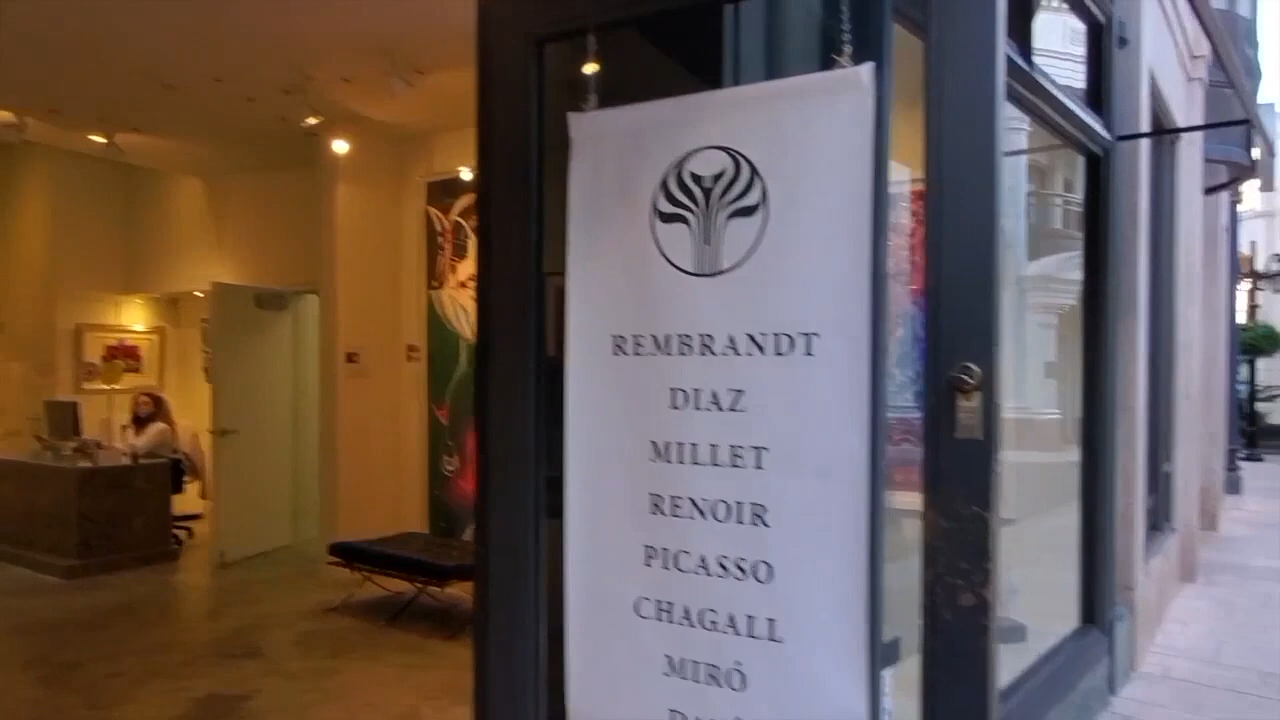 REMBRANDT
DIAZ
MILLET
RENOIR
PICASSO
CHAGALL
MIRÓ